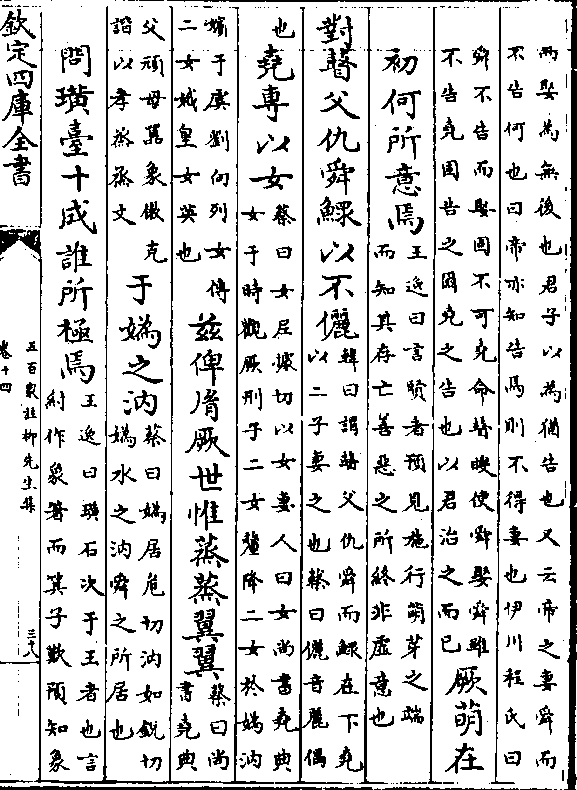 而娶為無後也君子以為猶告也又云帝之妻舜而
不告何也曰帝亦知告焉則不得妻也伊川程氏曰
舜不告而娶固不可堯命瞽瞍使舜娶舜雖
不告堯固告之爾堯之告也以君治之而已
厥萌在
初何所意焉
王逸曰言賢者預見施行萌芽之端
而知其存亡善惡之所終非虛意也
對瞽父仇舜鰥以不儷
韓曰謂瞽父仇舜而鰥在下堯
以二子妻之也蔡曰儷音麗偶
也
堯専以女
蔡曰女尼據切以女妻人曰女尚書堯典
女于時觀厥刑于二女釐降二女於媯汭
嬪于虞劉向列女傳
二女娥皇女英也
兹俾胤厥世惟蒸蒸翼翼
蔡曰尚
書堯典
父頑母嚚象傲克
諧以孝烝烝乂
于媯之汭
蔡曰媯居危切汭如銳切
媯水之汭舜之所居也
問璜臺十成誰所極焉
王逸曰璜石次于玉者也言
紂作象箸而箕子歎預知象
欽定四庫全書
五百家註柳先生集
卷十四
三十八